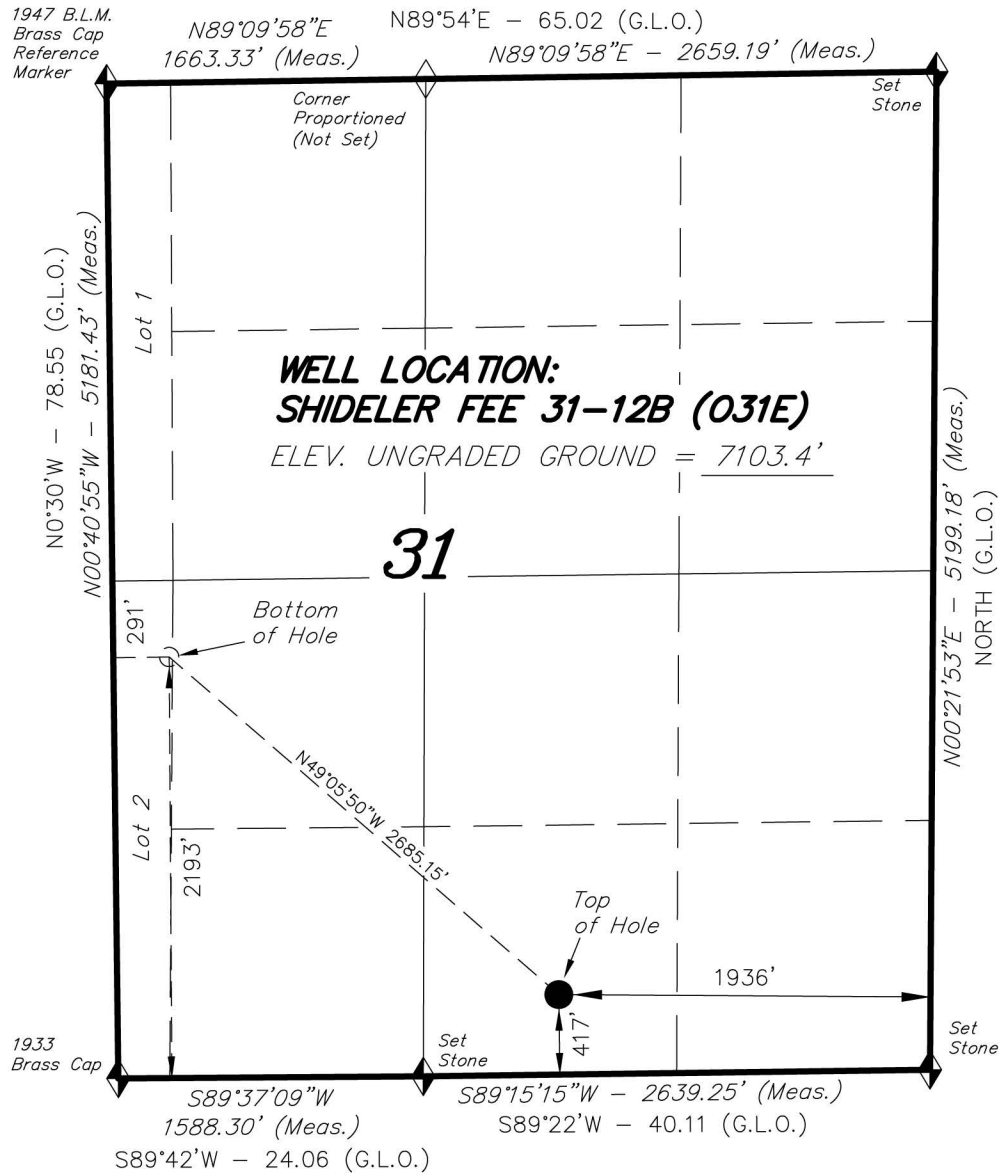 1947 B.L.M.
Brass Cap
Reference
Marker
N89°09'58"E
1663.33' (Meas.)
N89°54'E – 65.02 (G.L.O.)
N89°09'58"E – 2659.19' (Meas.)
Corner
Proportioned
(Not Set)
Set
Stone
N0°30'W – 78.55 (G.L.O.)
N00°40'55"W – 5181.43' (Meas.)
Lot 1
WELL LOCATION:
SHIDELER FEE 31–12B (O31E)
ELEV. UNGRADED GROUND = 7103.4'
N00°21'53"E – 5199.18' (Meas.)
NORTH (G.L.O.)
31
291'
Bottom
of Hole
N49°05'50"W 2685.15'
Lot 2
2193'
Top
of Hole
1936'
417'
1933
Brass Cap
Set
Stone
Set
Stone
S89°37'09"W
1588.30' (Meas.)
S89°42'W – 24.06 (G.L.O.)
S89°15'15"W – 2639.25' (Meas.)
S89°22'W – 40.11 (G.L.O.)